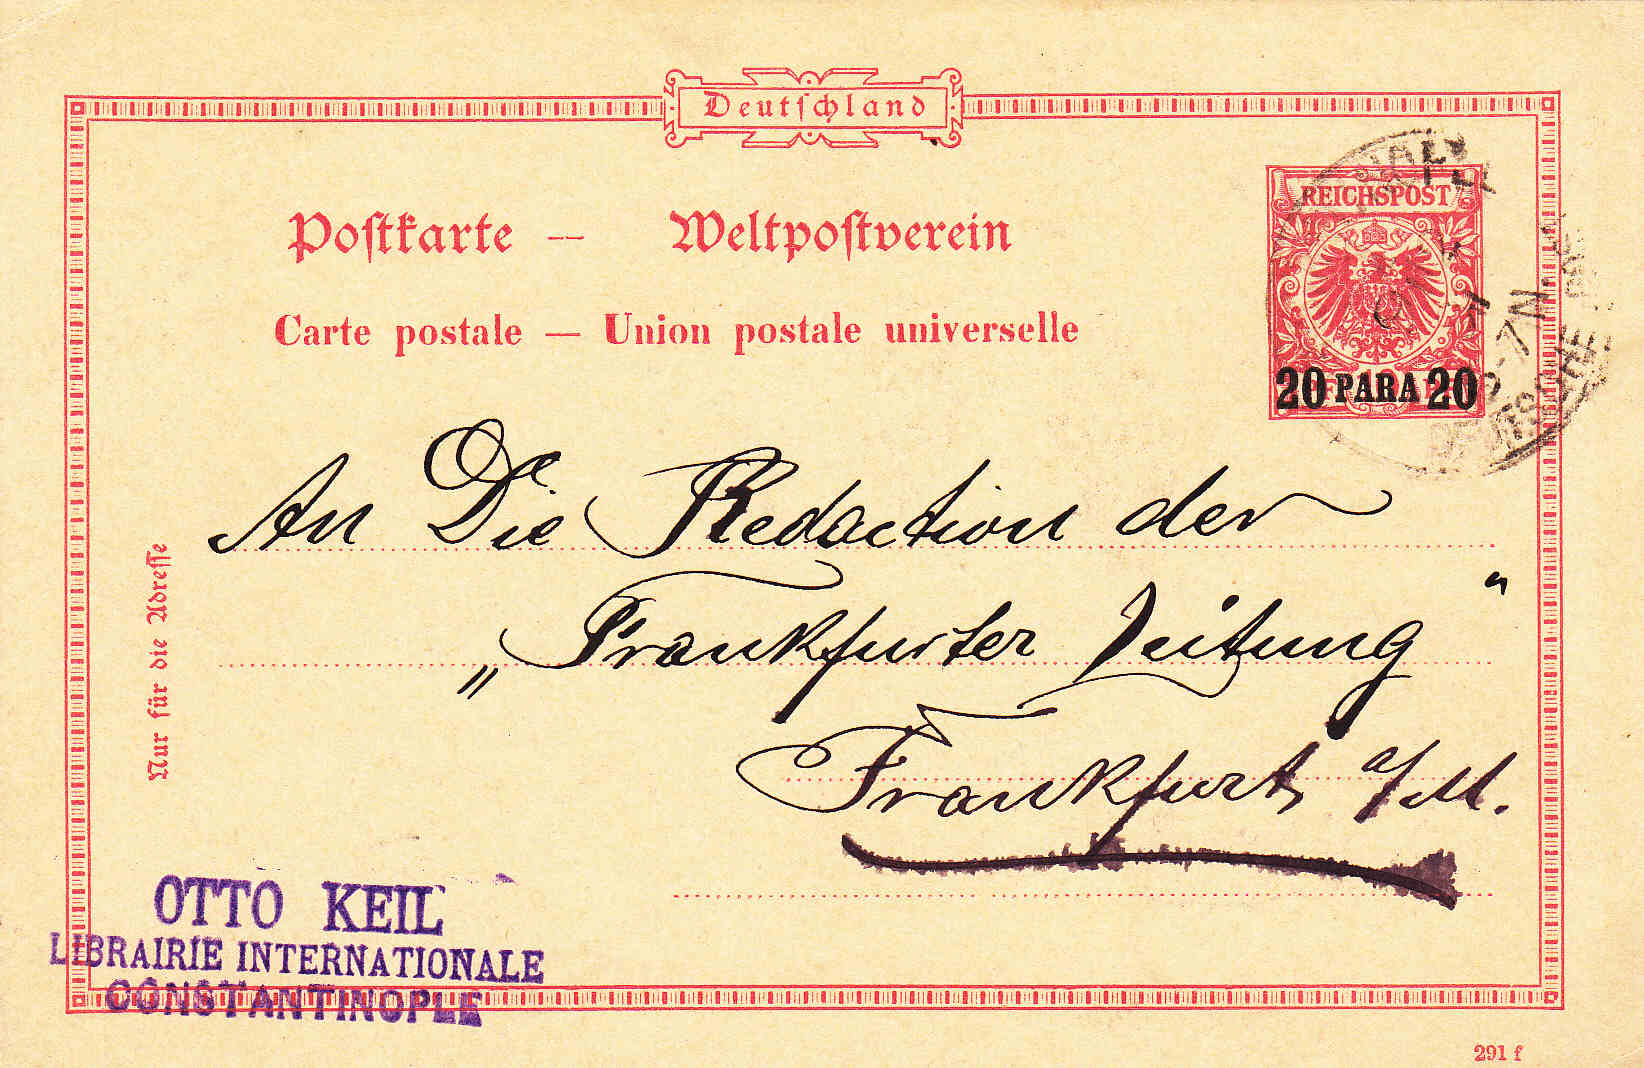 Deutschland
REICHSPOST
Postkarte — Weltpostverein
Carte postale — Union postale universelle
20 PARA 20
An Die Redaction der
„Frankfurter Zeitung“
Frankfurt a/M.
Nur für die Adresse
OTTO KEIL
LIBRAIRIE INTERNATIONALE
CONSTANTINOPLE
291 f